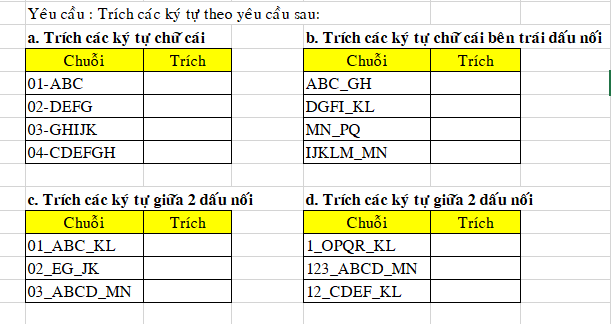 Yêu cầu : Trích các ký tự theo yêu cầu sau:
a. Trích các ký tự chữ cái
Chuỗi Trích
01-ABC
02-DEFG
03-GHIJK
04-CDEFGH
b. Trích các ký tự chữ cái bên trái dấu nối
Chuỗi Trích
ABC_GH
DGFI_KL
MN_PQ
IJKLM_MN
c. Trích các ký tự giữa 2 dấu nối
Chuỗi Trích
01_ABC_KL
02_EG_JK
03_ABCD_MN
d. Trích các ký tự giữa 2 dấu nối
Chuỗi Trích
1_OPQR_KL
123_ABCD_MN
12_CDEF_KL